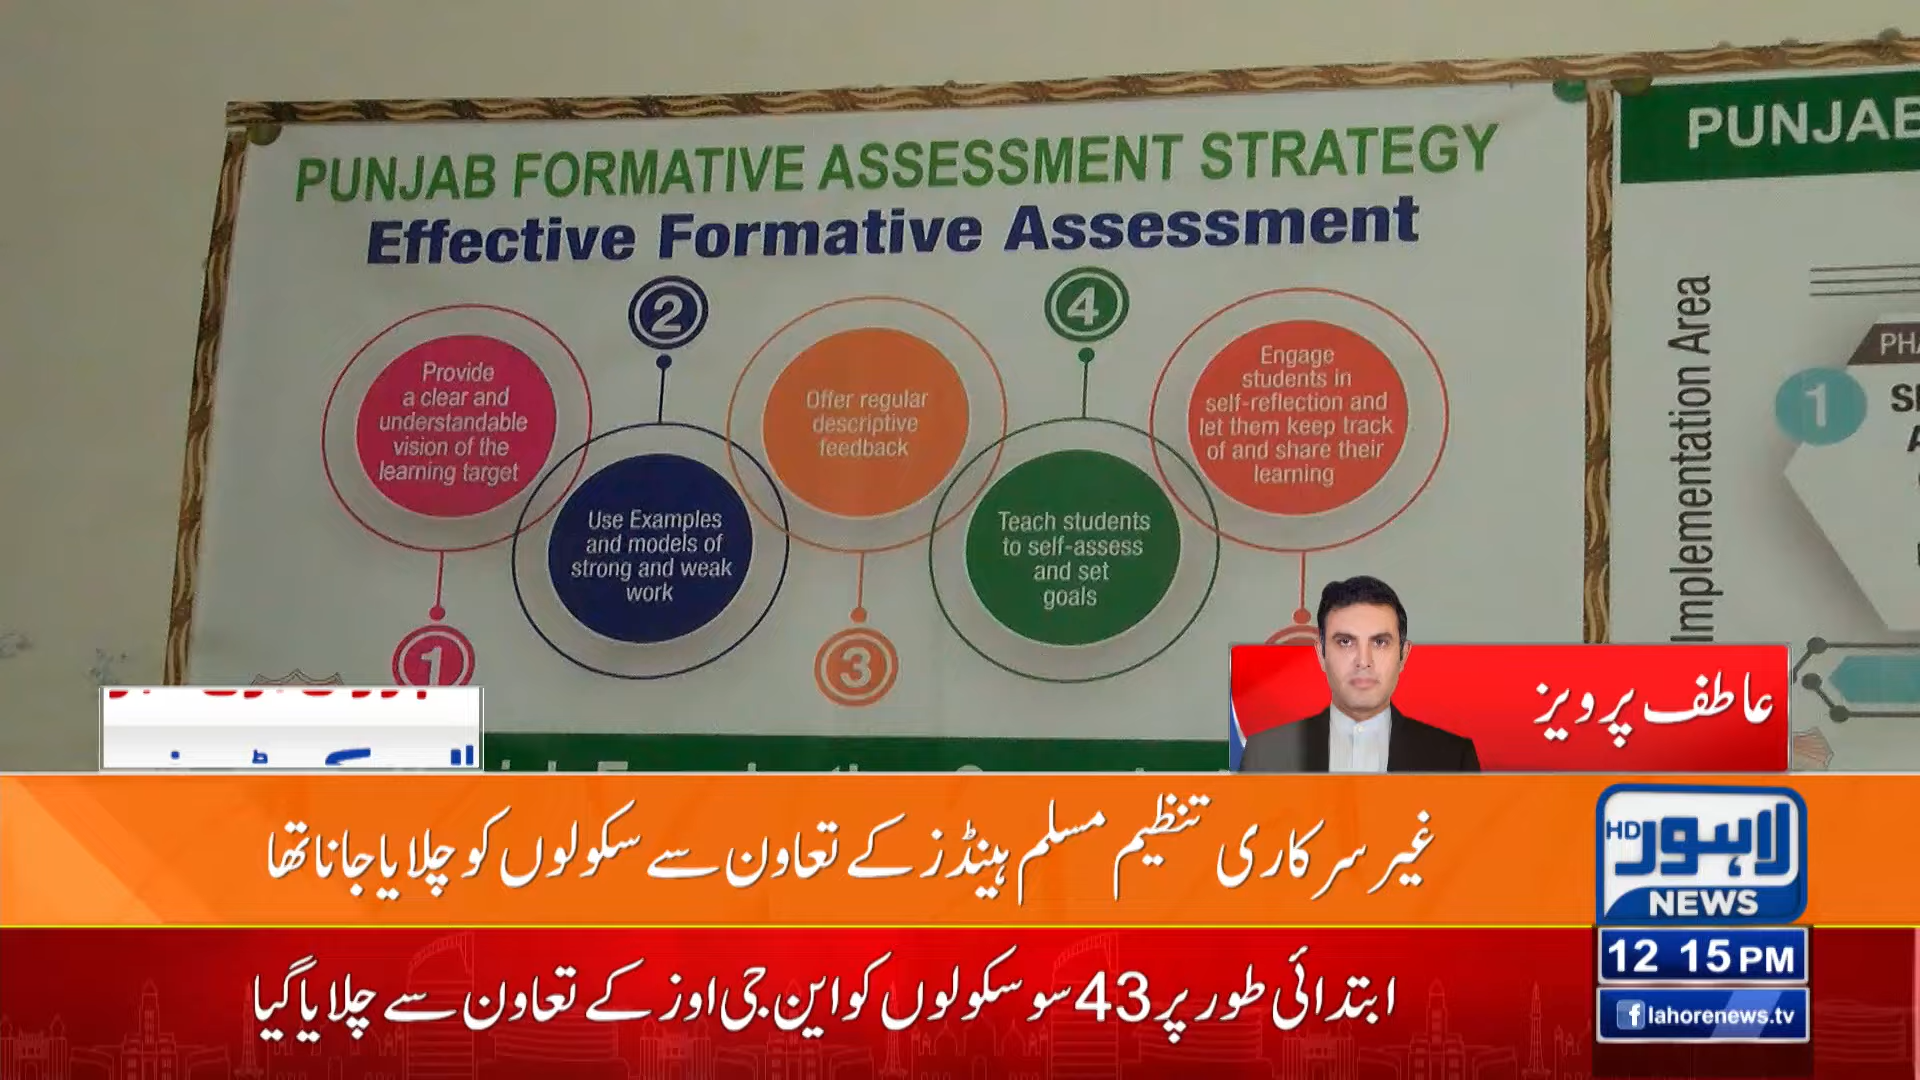 PUNJAB FORMATIVE ASSESSMENT STRATEGY
Effective Formative Assessment
Provide
a clear and
understandable
vision of the
learning target
1
2
Use Examples
and models of
strong and weak
work
Offer regular
descriptive
feedback
3
4
Teach students
to self-assess
and set
goals
Engage
students in
self-reflection and
let them keep track
of and share their
learning
PUNJAB
Implementation Area
1
عاطف پرویز
غیر سرکاری تنظیم مسلم ہینڈز کے تعاون سے سکولوں کو چلایا جانا تھا
ابتدائی طور پر 43 سو سکولوں کو این جی اوز کے تعاون سے چلایا گیا
لاہور HD
NEWS
12 15 PM
lahorenews.tv